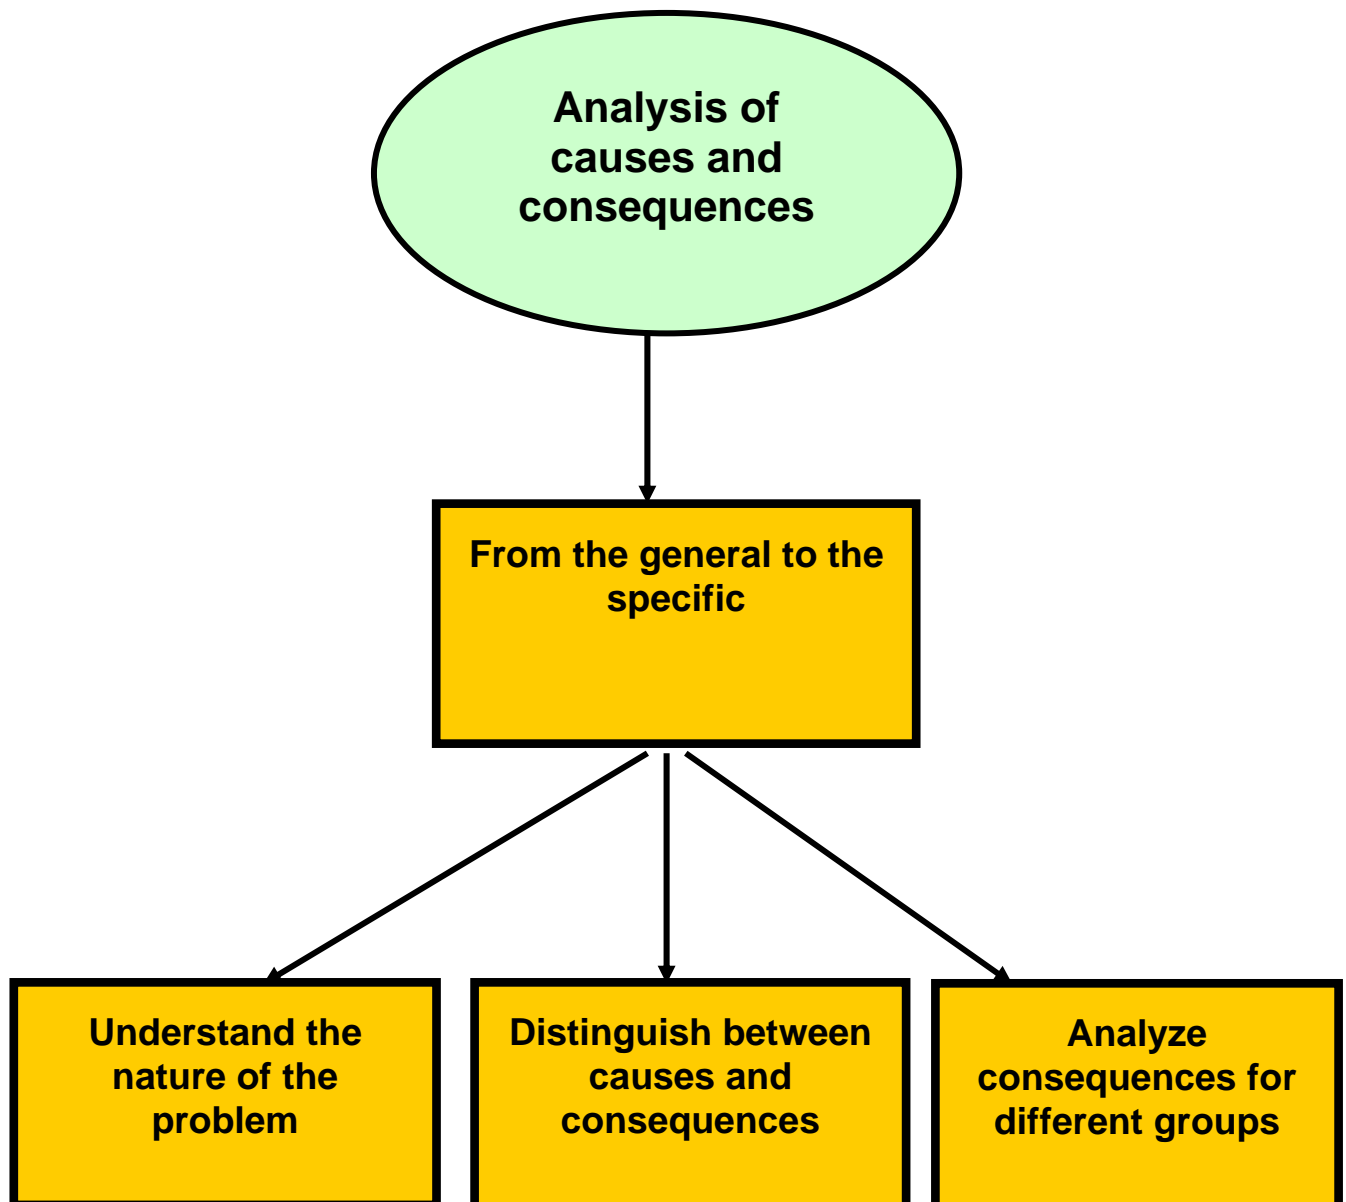 Analysis of
causes and
consequences
From the general to the
specific
Understand the
nature of the
problem
Distinguish between
causes and
consequences
Analyze
consequences for
different groups